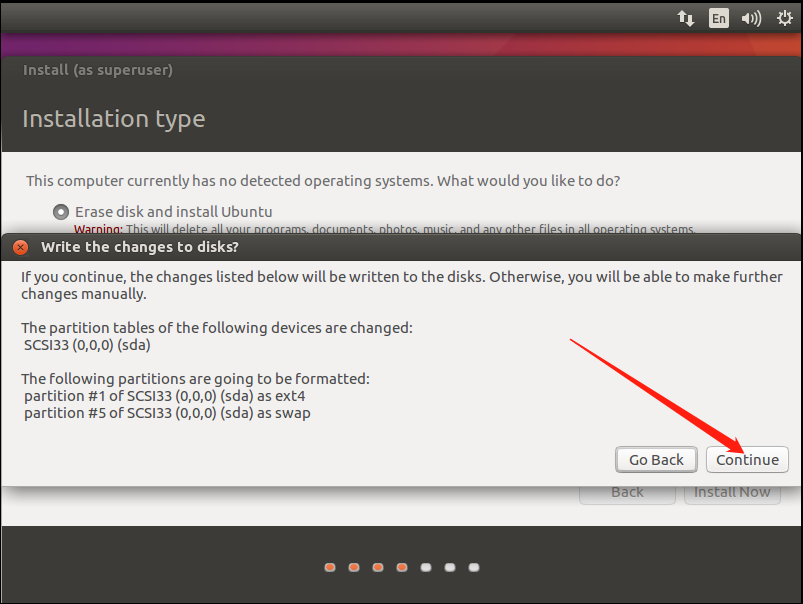 En
Install (as superuser)
Installation type
This computer currently has no detected operating systems. What would you like to do?
Erase disk and install Ubuntu
Warning: This will delete all your programs, documents, photos, music, and any other files in all operating systems.
Write the changes to disks?
If you continue, the changes listed below will be written to the disks. Otherwise, you will be able to make further
changes manually.
The partition tables of the following devices are changed:
SCSI33 (0,0,0) (sda)
The following partitions are going to be formatted:
partition #1 of SCSI33 (0,0,0) (sda) as ext4
partition #5 of SCSI33 (0,0,0) (sda) as swap
Go Back Continue
Back Install Now